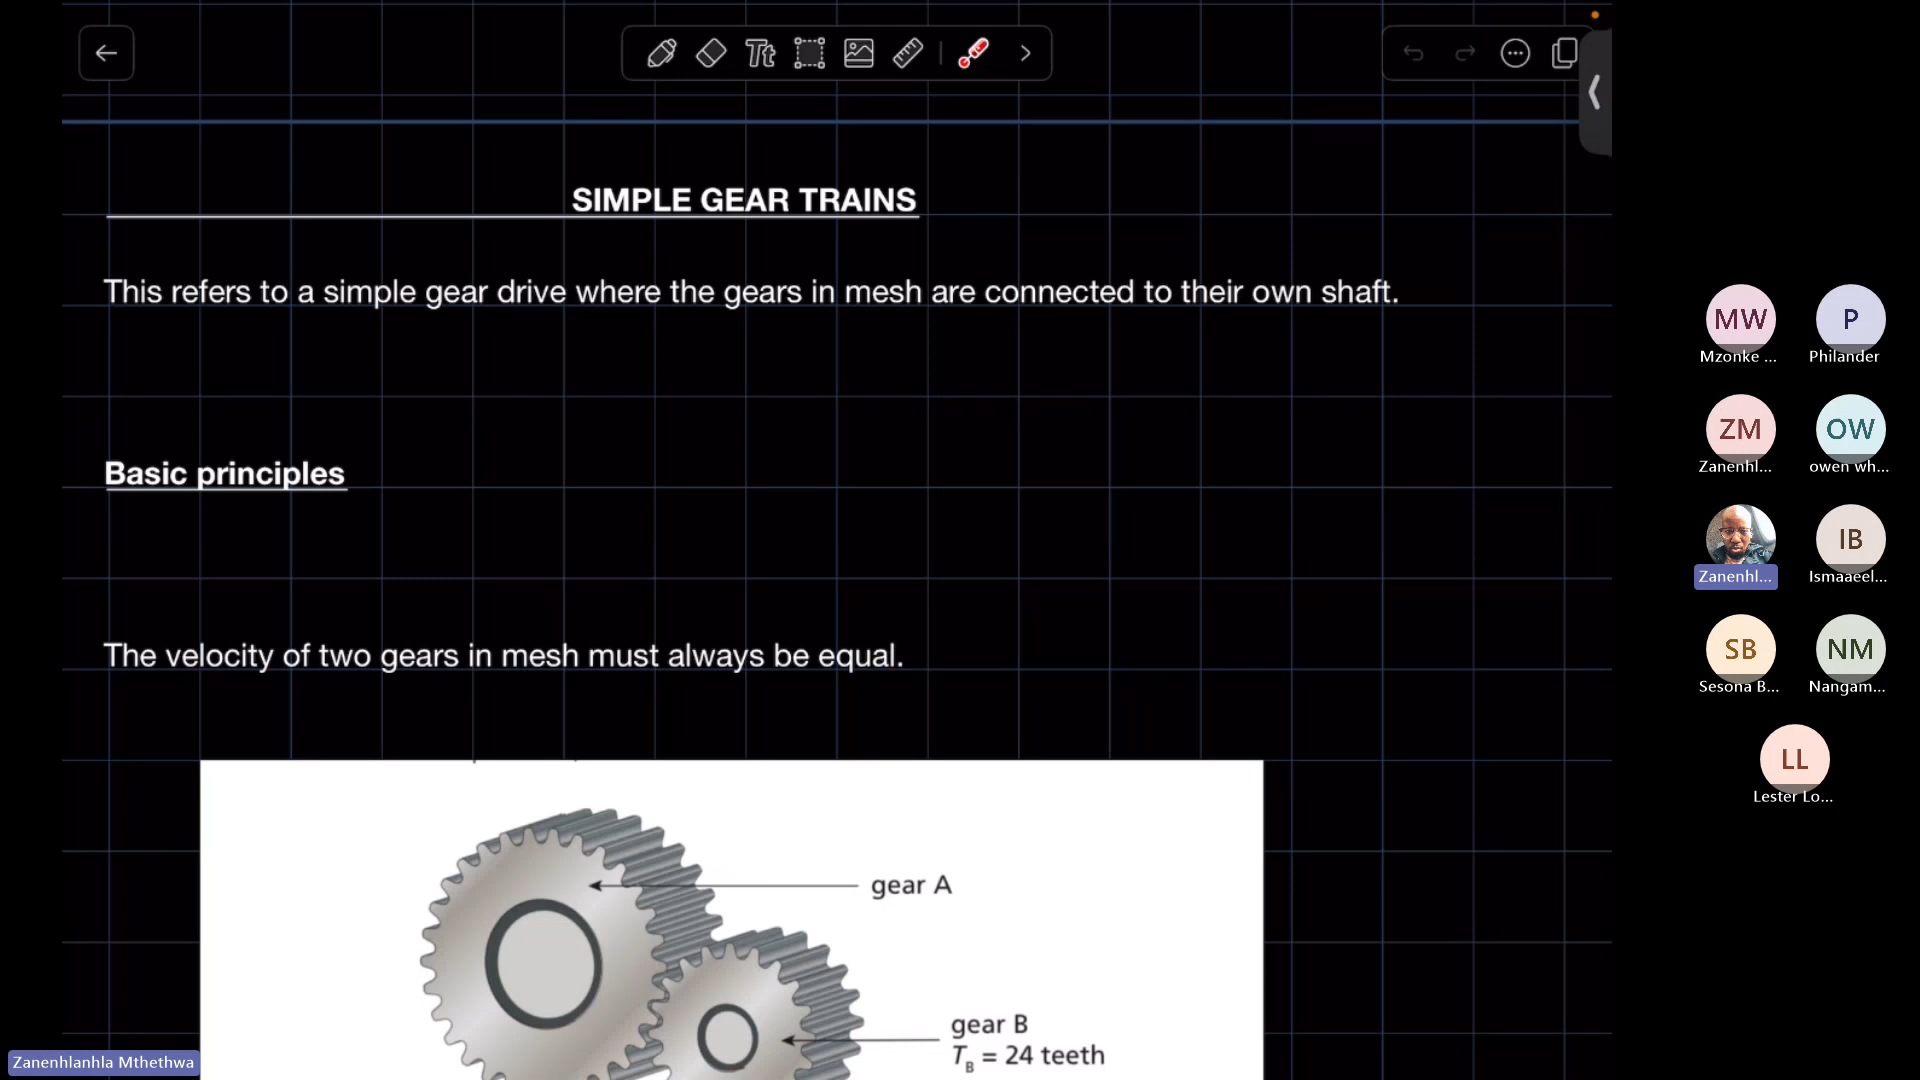 Tt
SIMPLE GEAR TRAINS
This refers to a simple gear drive where the gears in mesh are connected to their own shaft.
Basic principles
The velocity of two gears in mesh must always be equal.
gear A
gear B
TB = 24 teeth
MW
Mzonke ...
P
Philander
ZM
Zanenhl...
OW
owen wh...
Zanenhl...
IB
Ismaaeel...
SB
Sesona B...
NM
Nangam...
LL
Lester Lo...
Zanenhlanhla Mthethwa